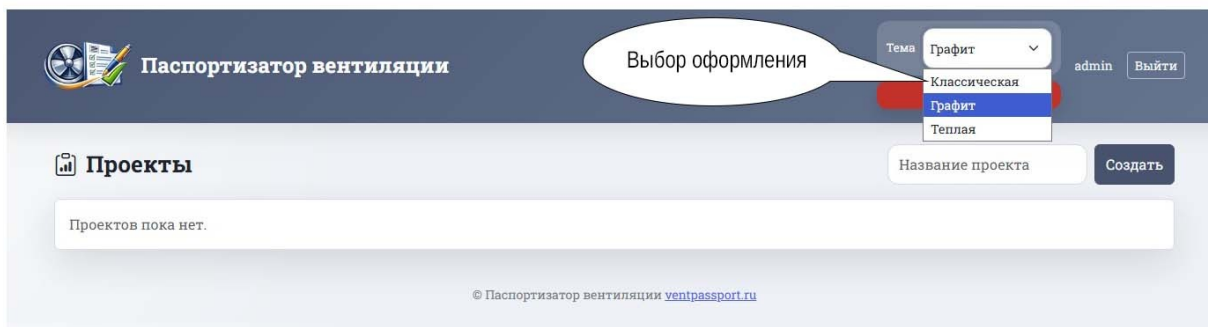 Паспортизатор вентиляции
Выбор оформления
Тема
Графит
Классическая
Графит
Теплая
admin
Выйти
Проекты
Название проекта
Создать
Проектов пока нет.
© Паспортизатор вентиляции ventpassport.ru